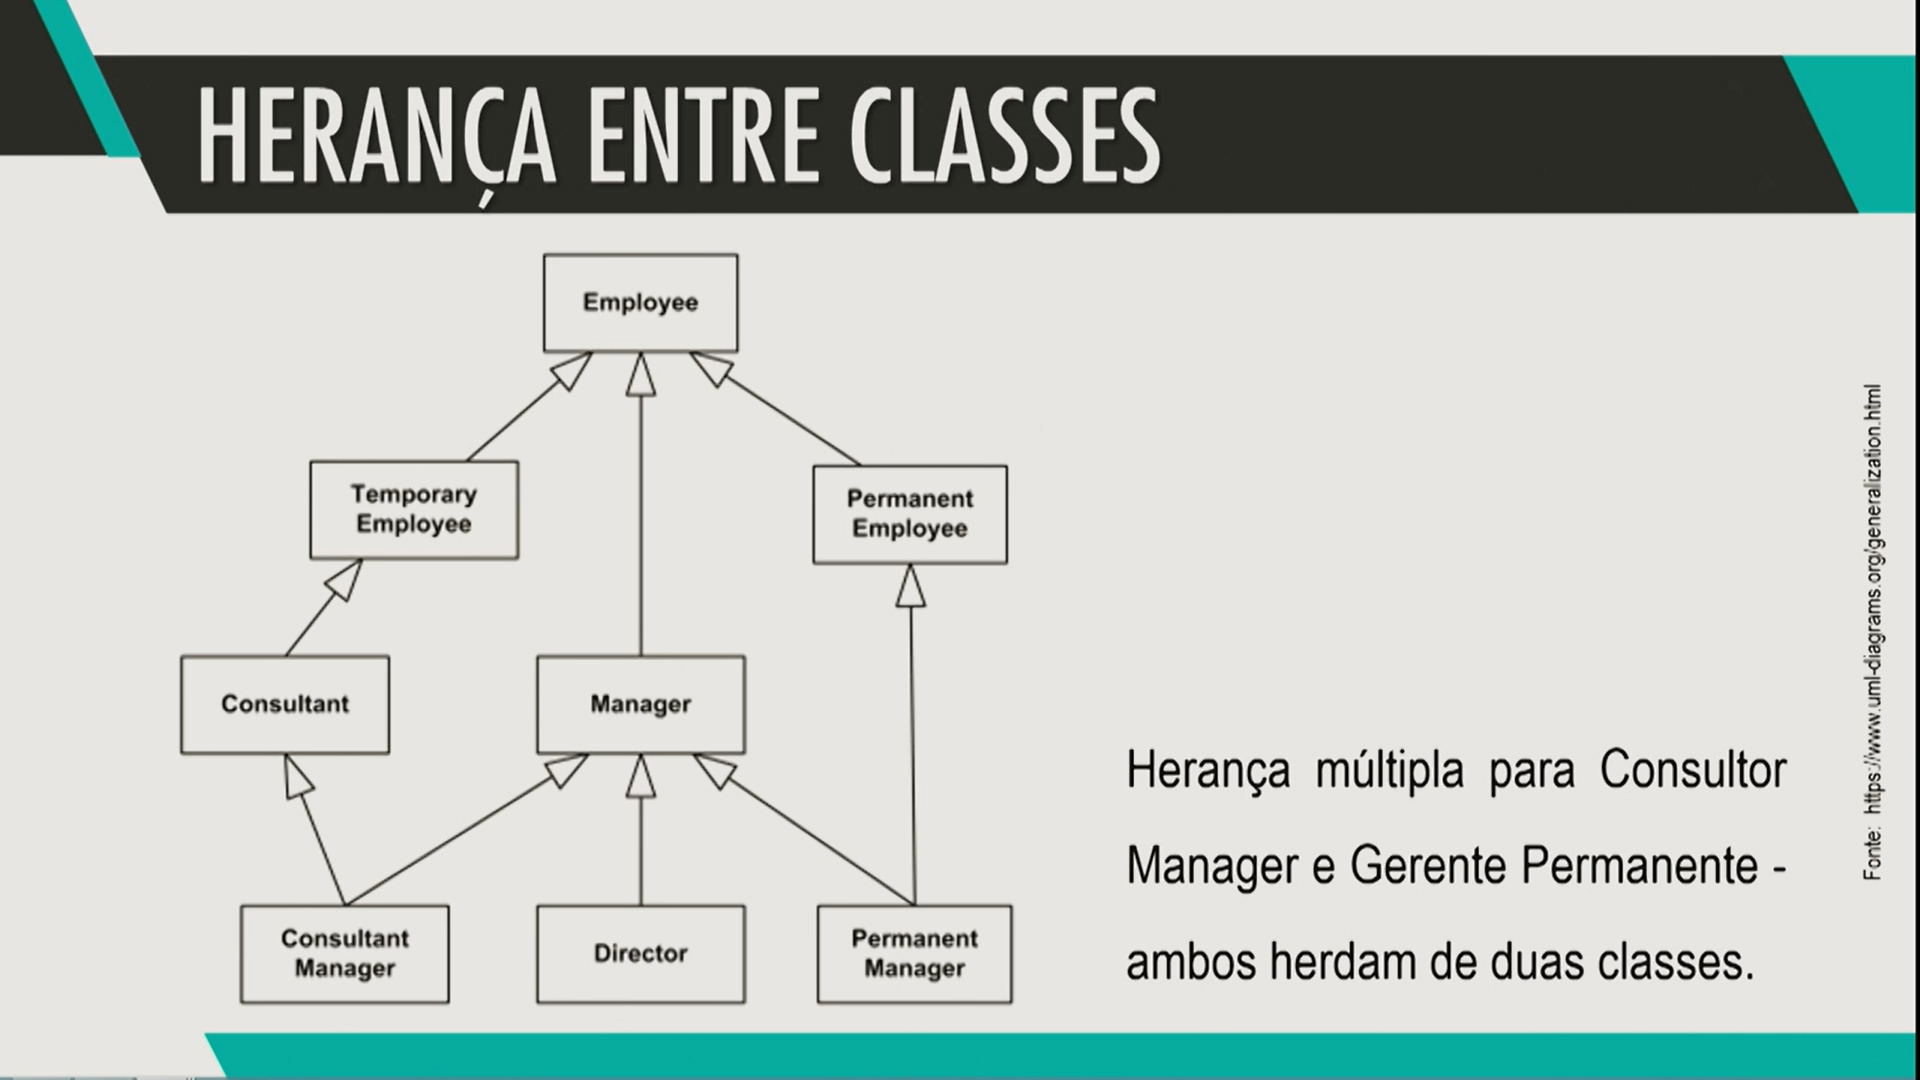 HERANÇA ENTRE CLASSES
Employee
Temporary
Employee
Permanent
Employee
Consultant
Manager
Consultant
Manager
Director
Permanent
Manager
Herança múltipla para Consultor
Manager e Gerente Permanente -
ambos herdam de duas classes.
Fonte: https://www.uml-diagrams.org/generalization.html